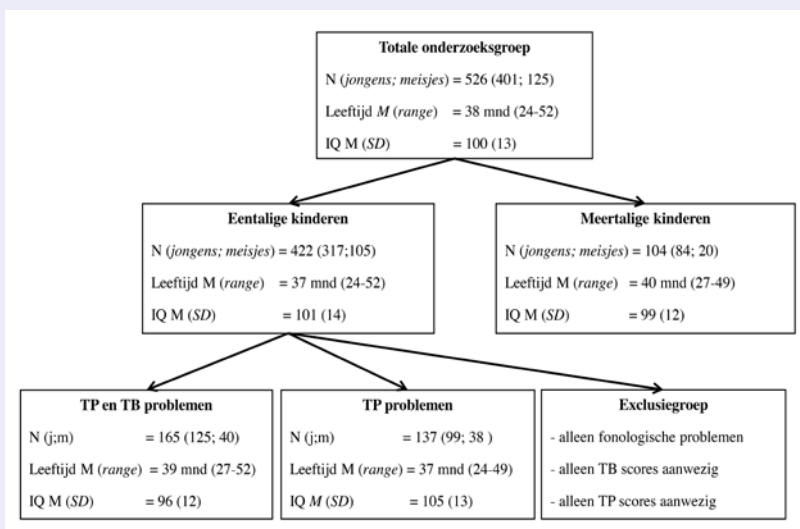 Totale onderzoeksgroep
N (jongens; meisjes) = 526 (401; 125)
Leeftijd M (range) = 38 mnd (24-52)
IQ M (SD) = 100 (13)
Eentalige kinderen
N (jongens; meisjes) = 422 (317;105)
Leeftijd M (range) = 37 mnd (24-52)
IQ M (SD) = 101 (14)
Meertalige kinderen
N (jongens; meisjes) = 104 (84; 20)
Leeftijd M (range) = 40 mnd (27-49)
IQ M (SD) = 99 (12)
TP en TB problemen
N (j;m) = 165 (125; 40)
Leeftijd M (range) = 39 mnd (27-52)
IQ M (SD) = 96 (12)
TP problemen
N (j;m) = 137 (99; 38 )
Leeftijd M (range) = 37 mnd (24-49)
IQ M (SD) = 105 (13)
Exclusiegroep
- alleen fonologische problemen
- alleen TB scores aanwezig
- alleen TP scores aanwezig